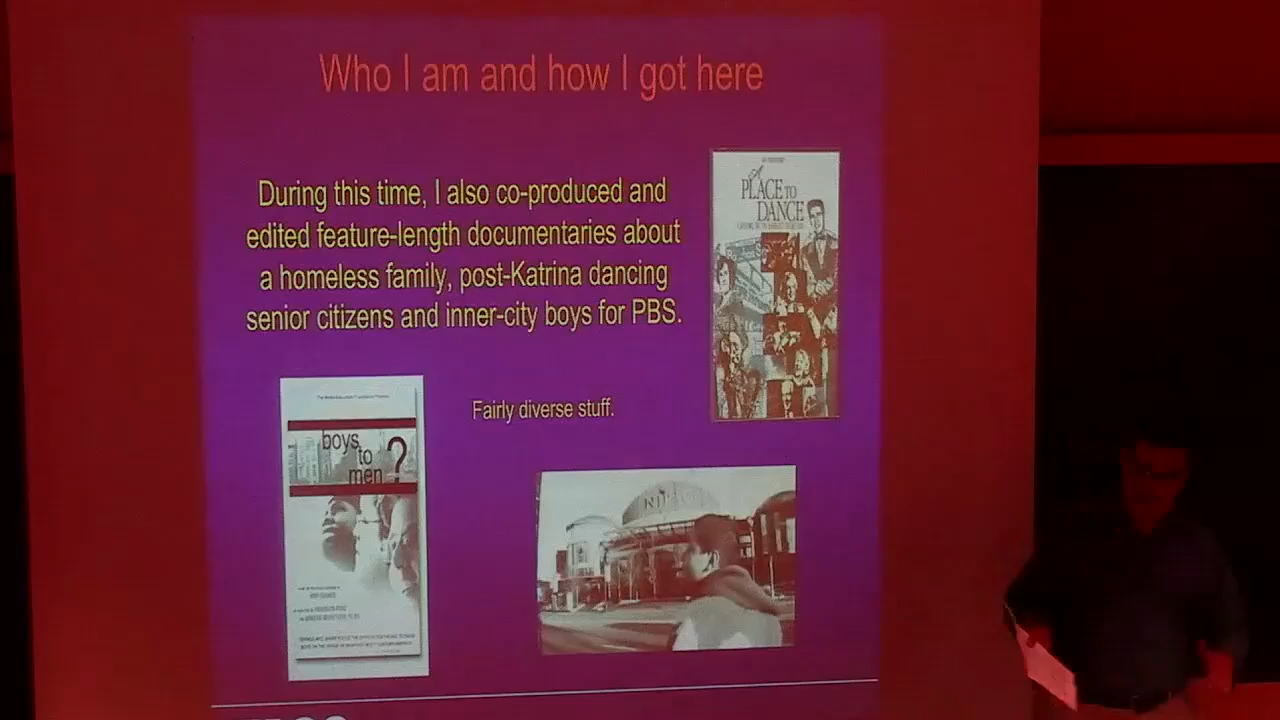 Who I am and how I got here
During this time, I also co-produced and
edited feature-length documentaries about
a homeless family, post-Katrina dancing
senior citizens and inner-city boys for PBS.
PLACE TO
DANCE
Fairly diverse stuff.
boys
to
men ?